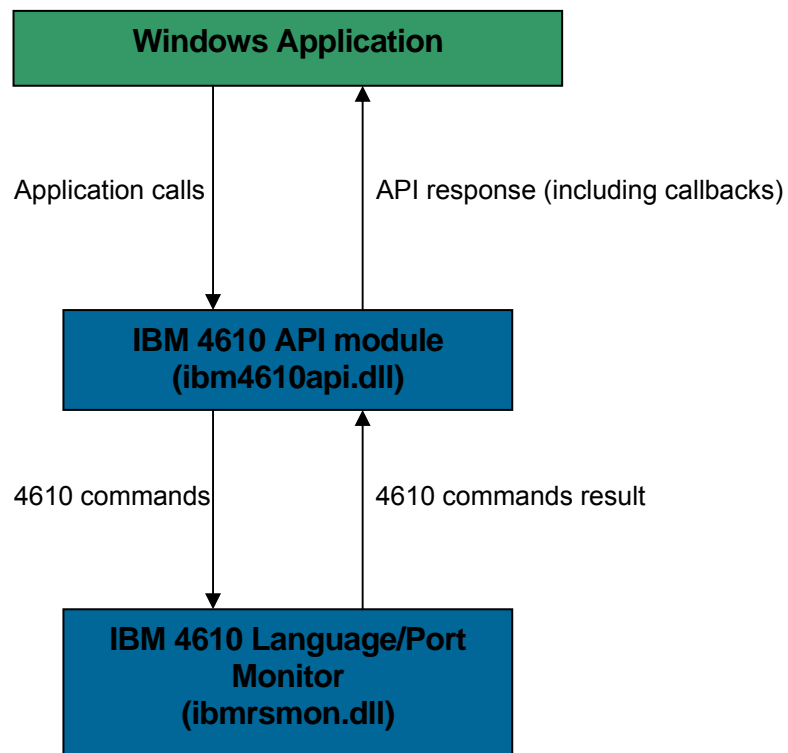 Windows Application
Application calls
API response (including callbacks)
IBM 4610 API module
(ibm4610api.dll)
4610 commands
4610 commands result
IBM 4610 Language/Port
Monitor
(ibmrsmon.dll)